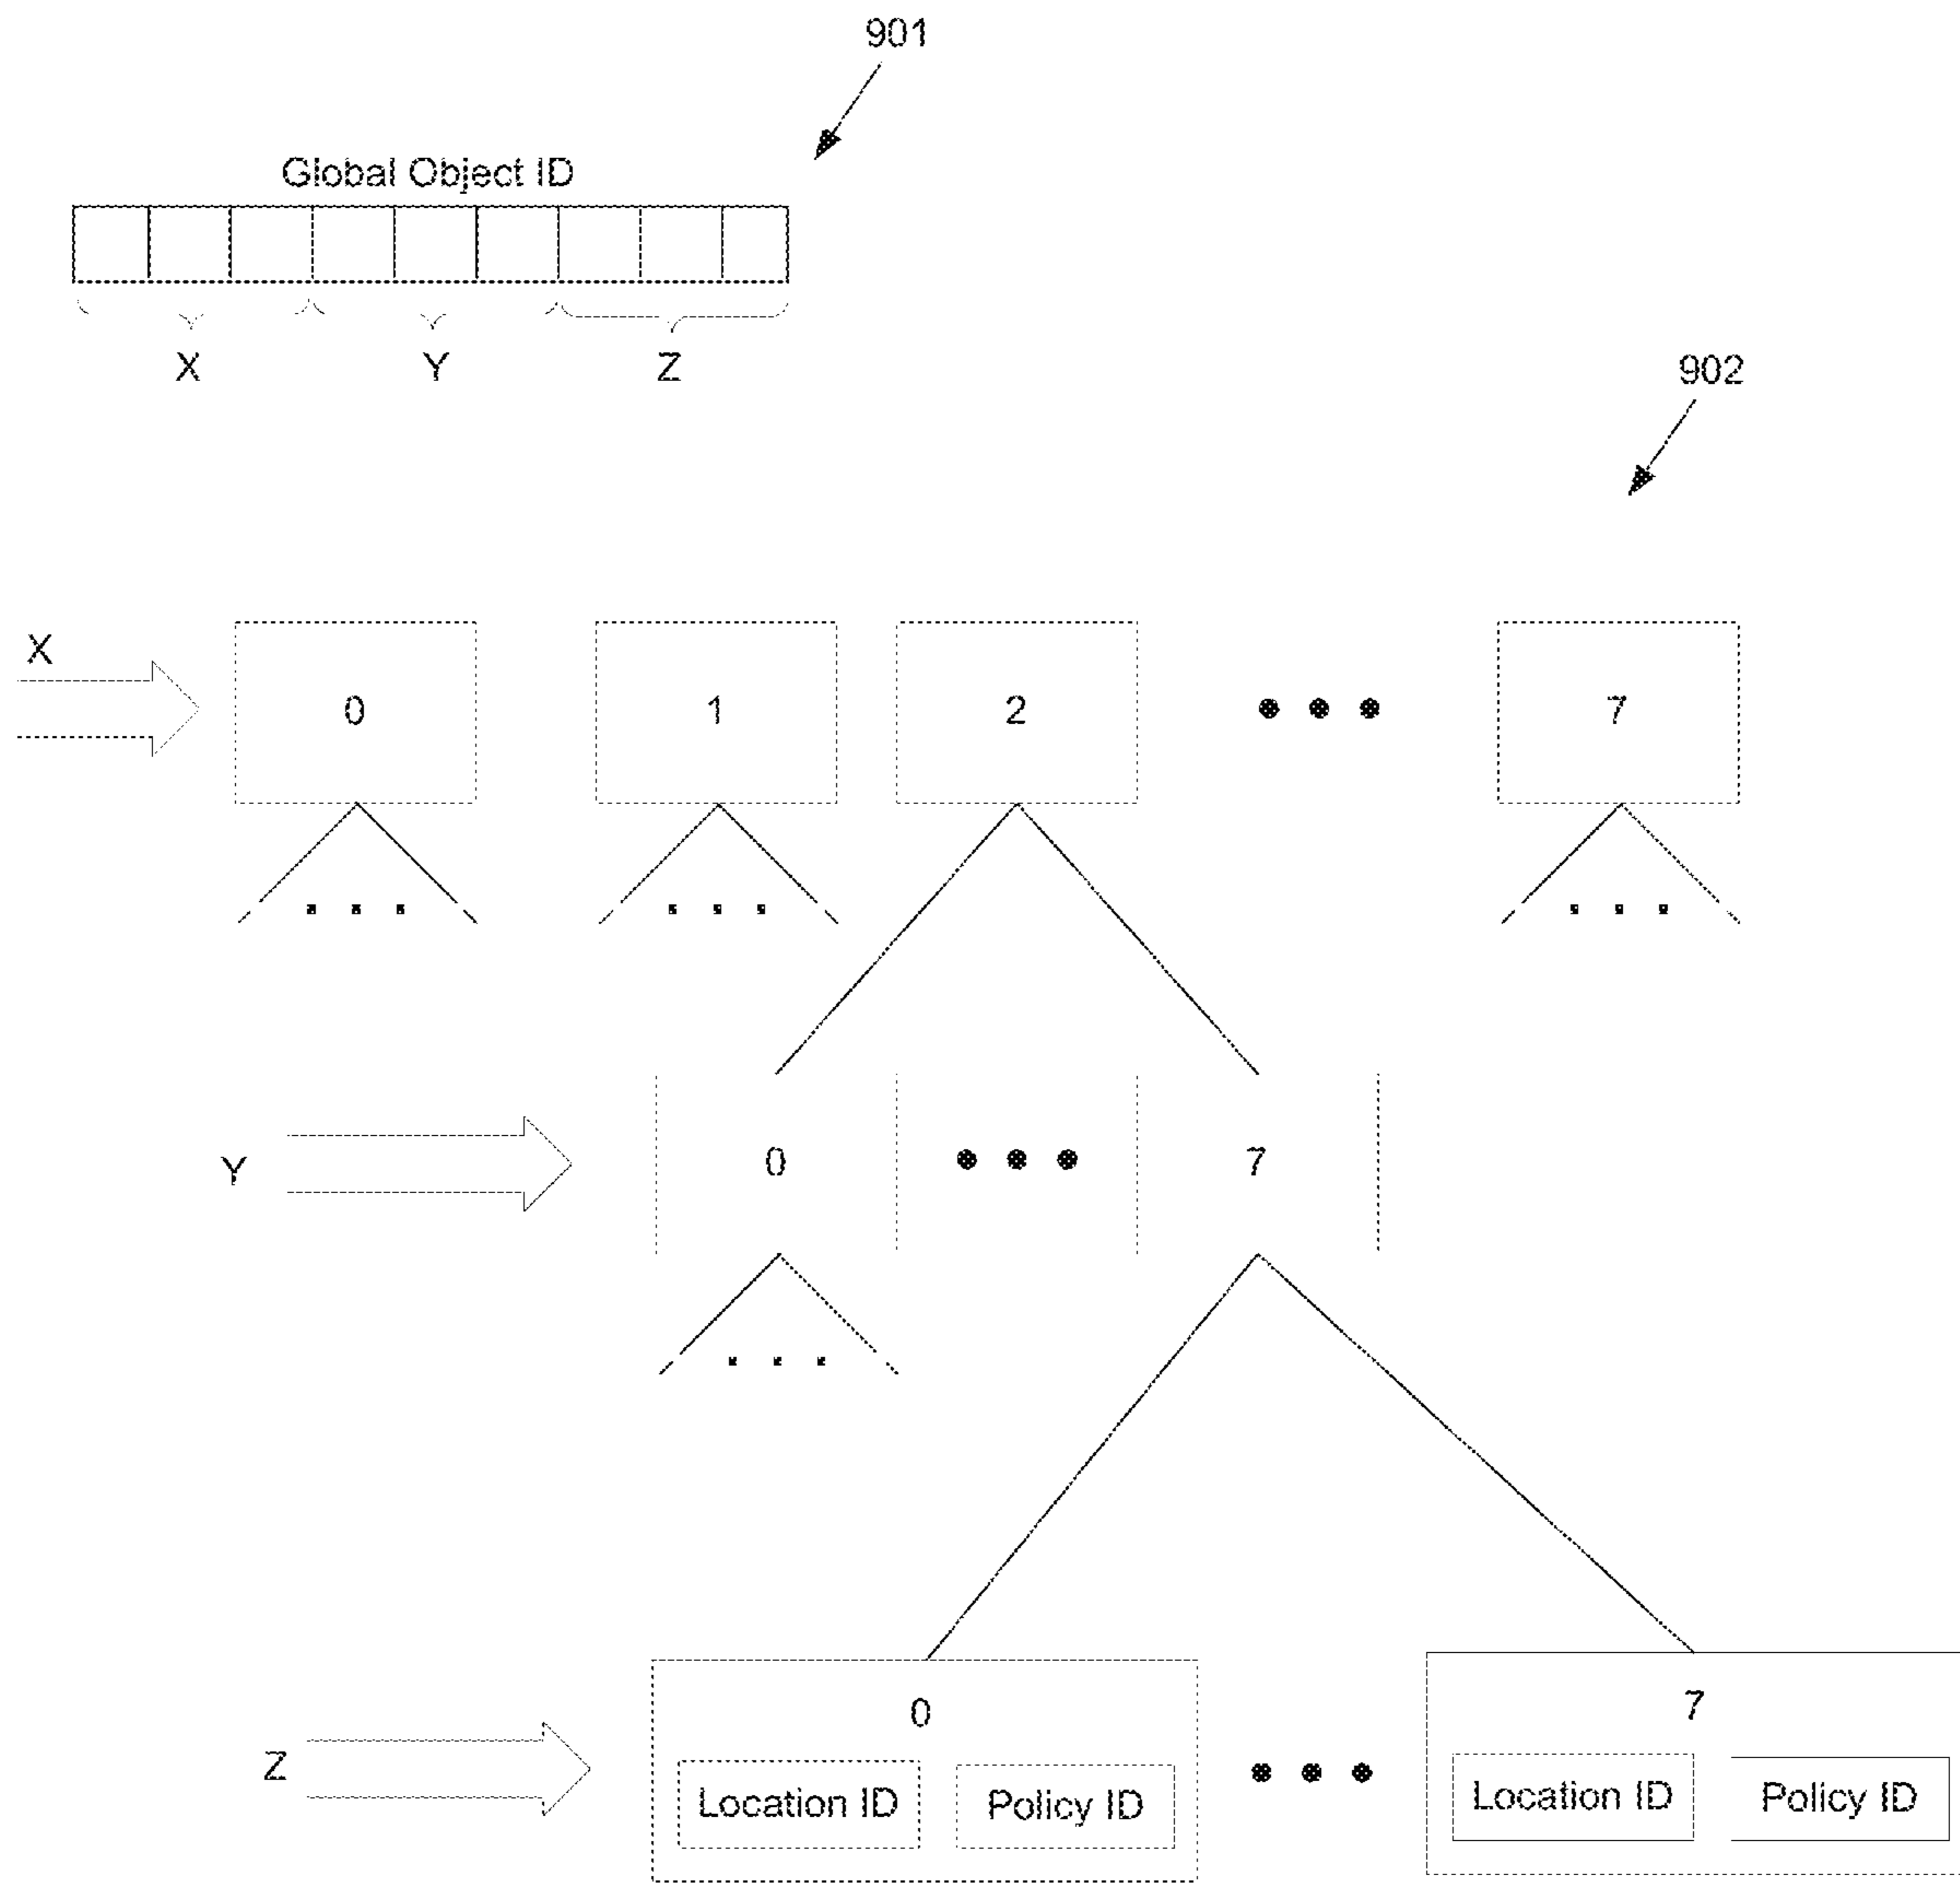 901
Global Object ID
X Y Z
902
X
0 1 2 7
Y
0 7
Z
0 7
Location ID Policy ID Location ID Policy ID